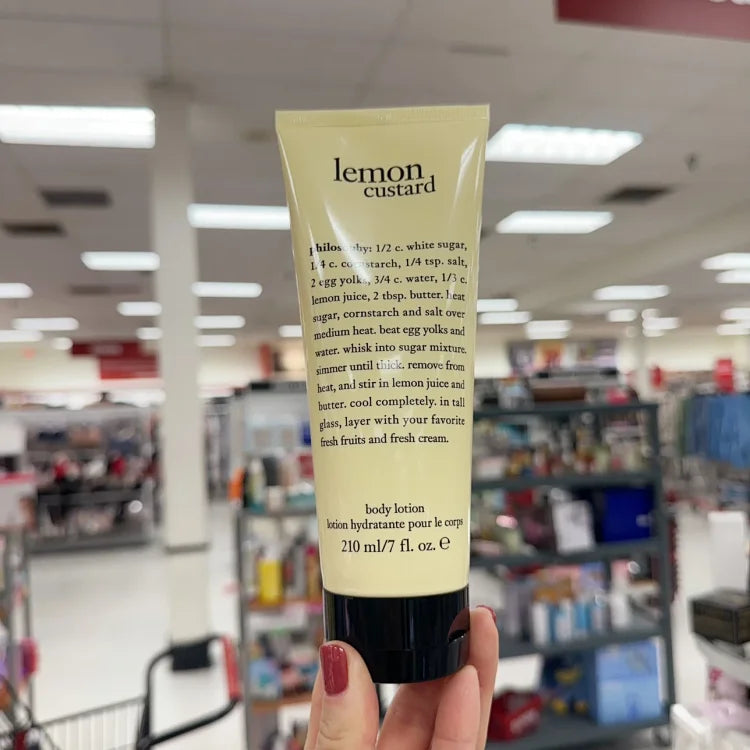 lemon
custard
philosophy: 1/2 c. white sugar,
1/4 c. cornstarch, 1/4 tsp. salt,
2 egg yolks, 3/4 c. water, 1/3 c.
lemon juice, 2 tbsp. butter. heat
sugar, cornstarch and salt over
medium heat. beat egg yolks and
water. whisk into sugar mixture.
simmer until thick. remove from
heat, and stir in lemon juice and
butter. cool completely. in tall
glass, layer with your favorite
fresh fruits and fresh cream.
body lotion
lotion hydratante pour le corps
210 ml/7 fl. oz. ℮